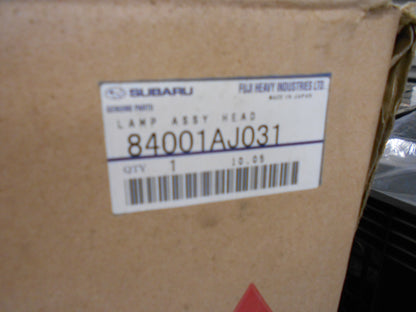 SUBARU FUJI HEAVY INDUSTRIES LTD.
GENUINE PARTS MADE IN JAPAN
LAMP ASSY HEAD
84001AJ031
QTY 1 10.05